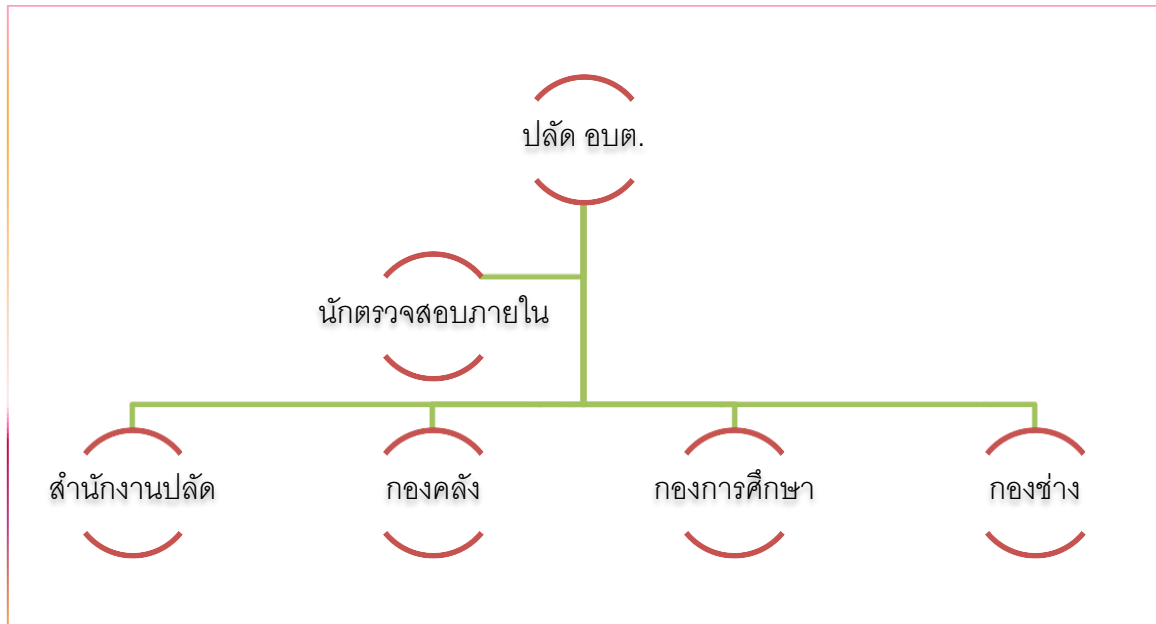 ปลัด อบต.
นักตรวจสอบภายใน
สำนักงานปลัด
กองคลัง
กองการศึกษา
กองช่าง